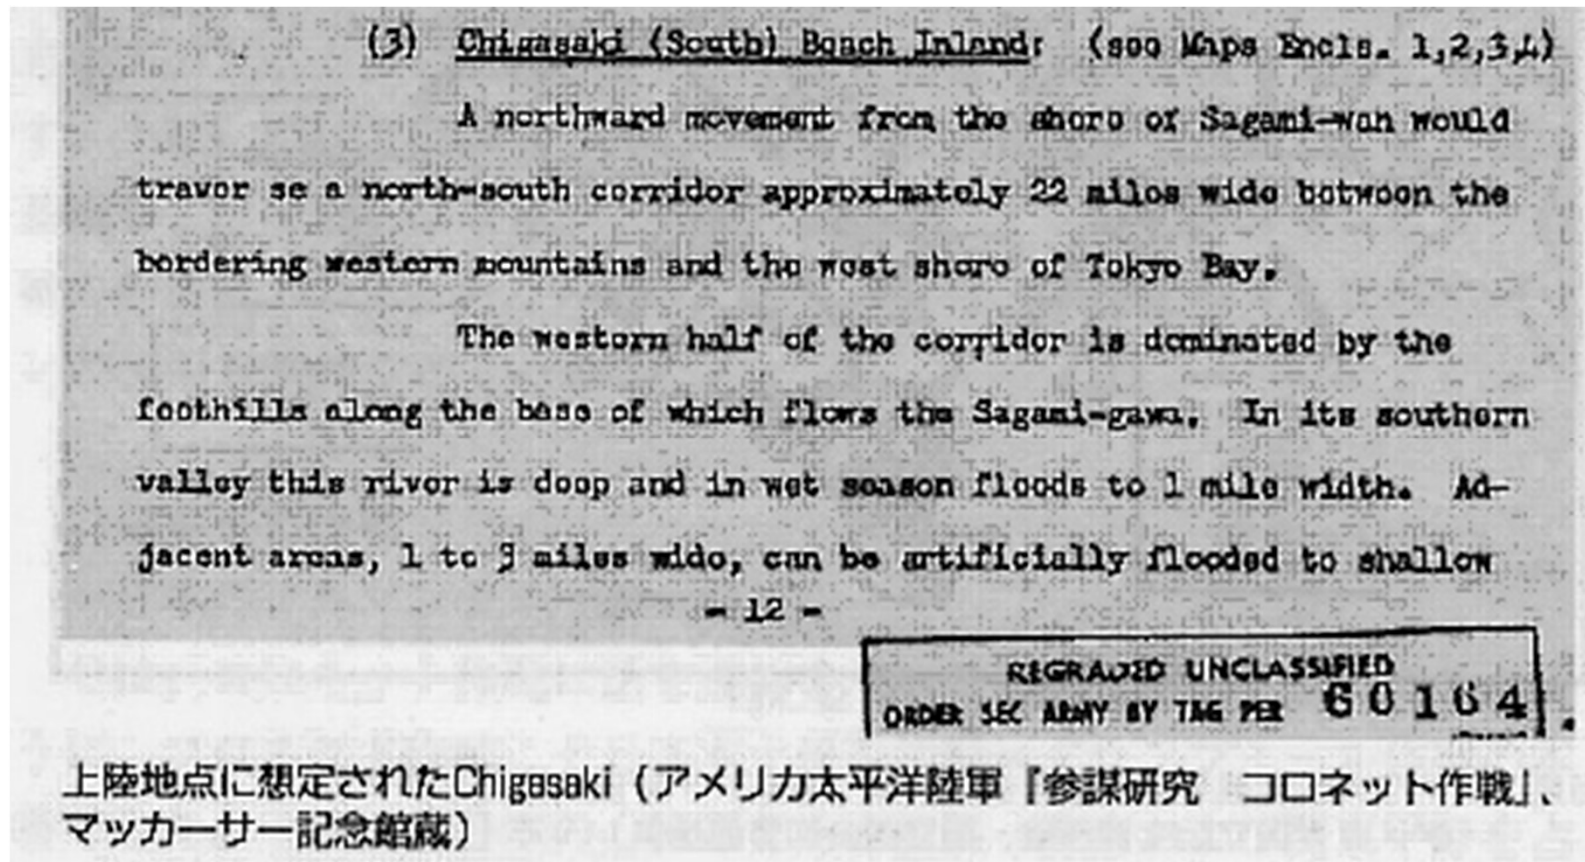 (3) Chigasaki (South) Beach Inland: (see Maps Encls. 1,2,3,4)
A northward movement from the shore of Sagami-wan would
traver se a north-south corridor approximately 22 miles wide between the
bordering western mountains and the west shore of Tokyo Bay.
The western half of the corridor is dominated by the
foothills along the base of which flows the Sagami-gawa. In its southern
valley this river is deep and in wet season floods to 1 mile width. Ad-
jacent areas, 1 to 3 miles wide, can be artificially flooded to shallow
- 12 -
REGRADED UNCLASSIFIED
ORDER SEC ARMY BY TAG PER 60164
上陸地点に想定されたChigasaki(アメリカ太平洋陸軍『参謀研究 コロネット作戦』、
マッカーサー記念館蔵)